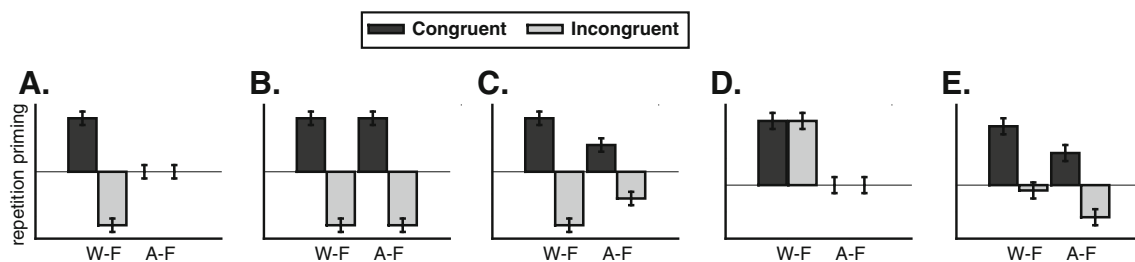 Congruent Incongruent
A. B. C. D. E.
repetition priming
W-F A-F W-F A-F W-F A-F W-F A-F W-F A-F